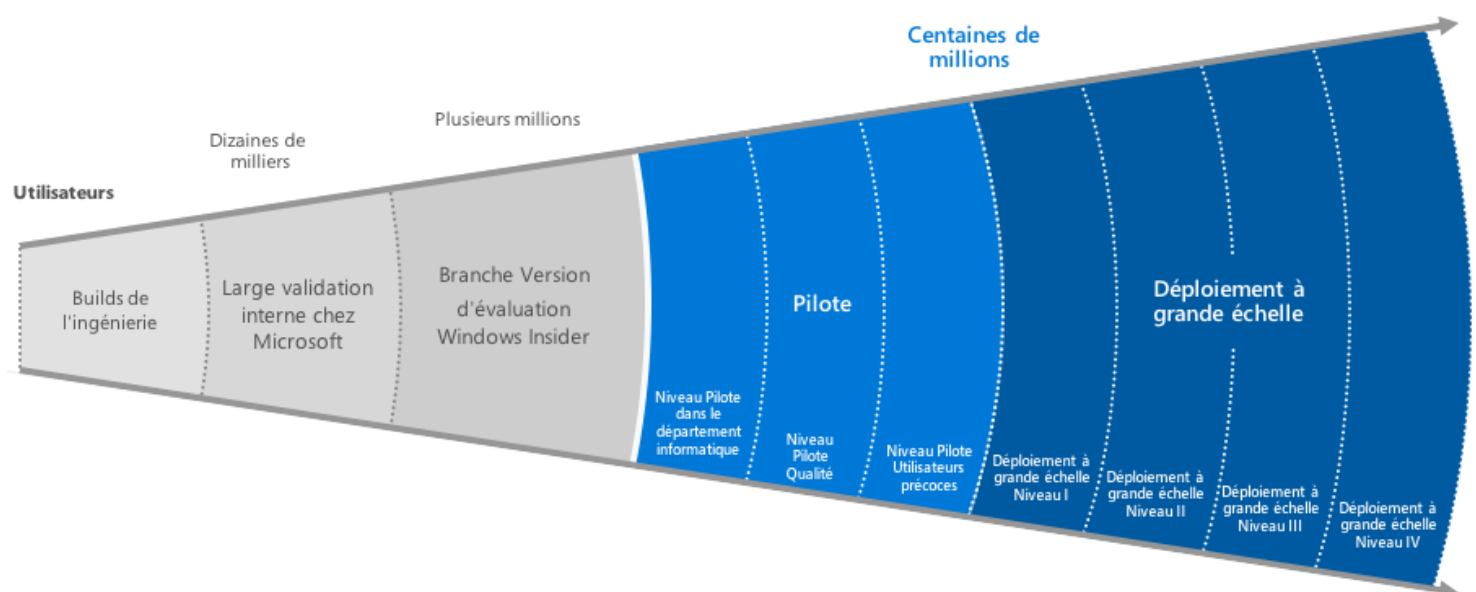 Centaines de
millions
Plusieurs millions
Dizaines de
milliers
Utilisateurs
Builds de
l'ingénierie
Large validation
interne chez
Microsoft
Branche Version
d'évaluation
Windows Insider
Pilote
Déploiement à
grande échelle
Niveau Pilote
dans le
département
informatique
Niveau
Pilote
Qualité
Niveau Pilote
Utilisateurs
précoces
Déploiement à
grande échelle
Niveau I
Déploiement à
grande échelle
Niveau II
Déploiement à
grande échelle
Niveau III
Déploiement à
grande échelle
Niveau IV